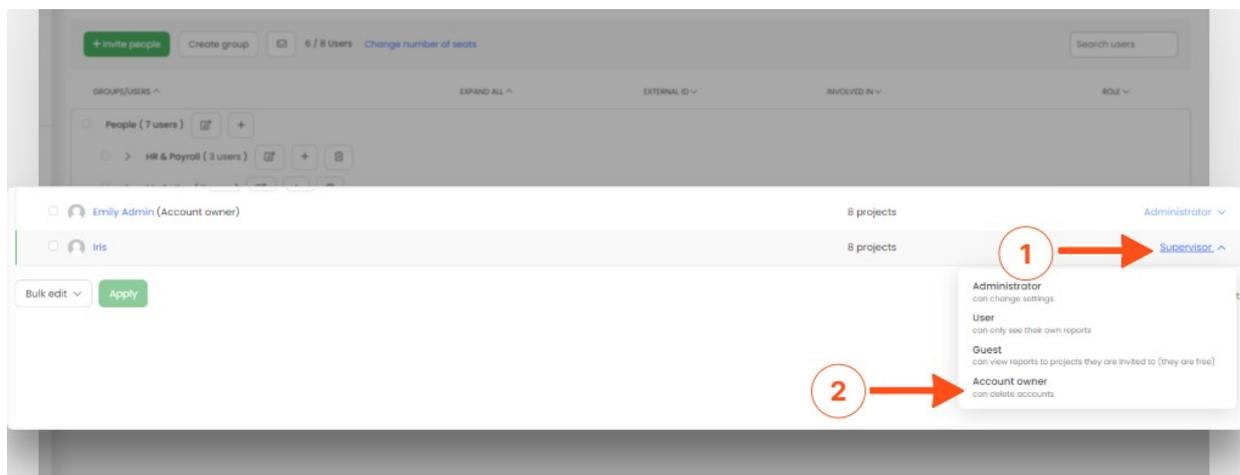 + Invite people Create group 6 / 8 Users Change number of seats Search users
GROUPS/USERS EXPAND ALL EXTERNAL ID INVOLVED IN ROLE
People ( 7 users ) +
HR & Payroll ( 3 users ) +
Emily Admin (Account owner) 8 projects Administrator
Iris 8 projects 1 Supervisor
Bulk edit Apply
Administrator
can change settings
User
can only see their own reports
Guest
can view reports to projects they are invited to (they are free)
2 Account owner
can delete accounts